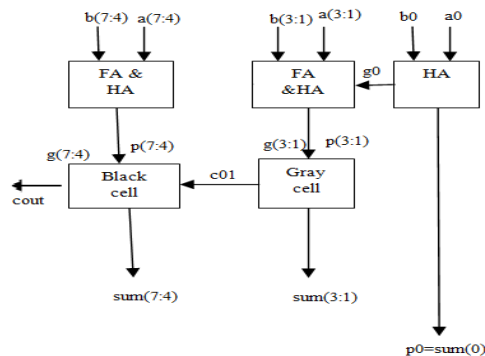 b(7:4) a(7:4)
b(3:1) a(3:1)
b0 a0
FA &
HA
FA
&HA
g0
HA
g(7:4) p(7:4)
g(3:1) p(3:1)
Black
cell
c01
Gray
cell
cout
sum(7:4)
sum(3:1)
p0=sum(0)